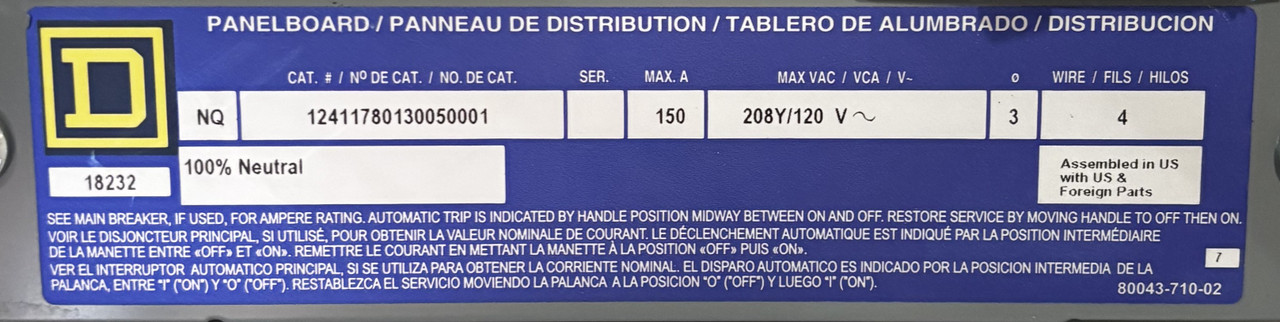 PANELBOARD / PANNEAU DE DISTRIBUTION / TABLERO DE ALUMBRADO / DISTRIBUCION
D
CAT. # / Nº DE CAT. / NO. DE CAT. SER. MAX. A MAX VAC / VCA / V~ ø WIRE / FILS / HILOS
NQ 12411780130050001 150 208Y/120 V ~ 3 4
100% Neutral
18232
Assembled in US
with US &
Foreign Parts
SEE MAIN BREAKER, IF USED, FOR AMPERE RATING. AUTOMATIC TRIP IS INDICATED BY HANDLE POSITION MIDWAY BETWEEN ON AND OFF. RESTORE SERVICE BY MOVING HANDLE TO OFF THEN ON.
VOIR LE DISJONCTEUR PRINCIPAL, SI UTILISÉ, POUR OBTENIR LA VALEUR NOMINALE DE COURANT. LE DÉCLENCHEMENT AUTOMATIQUE EST INDIQUÉ PAR LA POSITION INTERMÉDIAIRE
DE LA MANETTE ENTRE «OFF» ET «ON». REMETTRE LE COURANT EN METTANT LA MANETTE À LA POSITION «OFF» PUIS «ON».
7
VER EL INTERRUPTOR AUTOMATICO PRINCIPAL, SI SE UTILIZA PARA OBTENER LA CORRIENTE NOMINAL. EL DISPARO AUTOMATICO ES INDICADO POR LA POSICION INTERMEDIA DE LA
PALANCA, ENTRE "I" ("ON") Y "O" ("OFF"). RESTABLEZCA EL SERVICIO MOVIENDO LA PALANCA A LA POSICION "O" ("OFF") Y LUEGO "I" ("ON").
80043-710-02